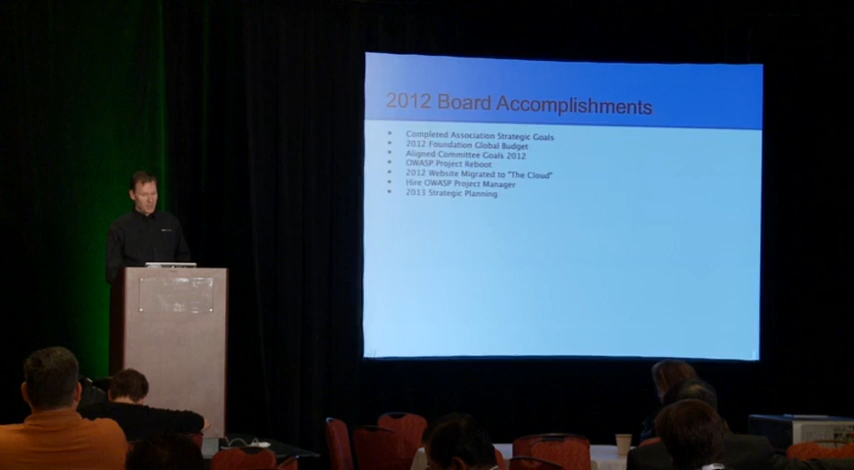 2012 Board Accomplishments
• Completed Association Strategic Goals
• 2012 Foundation Global Budget
• Aligned Committee Goals 2012
• OWASP Project Reboot
• 2012 Website Migrated to "The Cloud"
• Hire OWASP Project Manager
• 2013 Strategic Planning